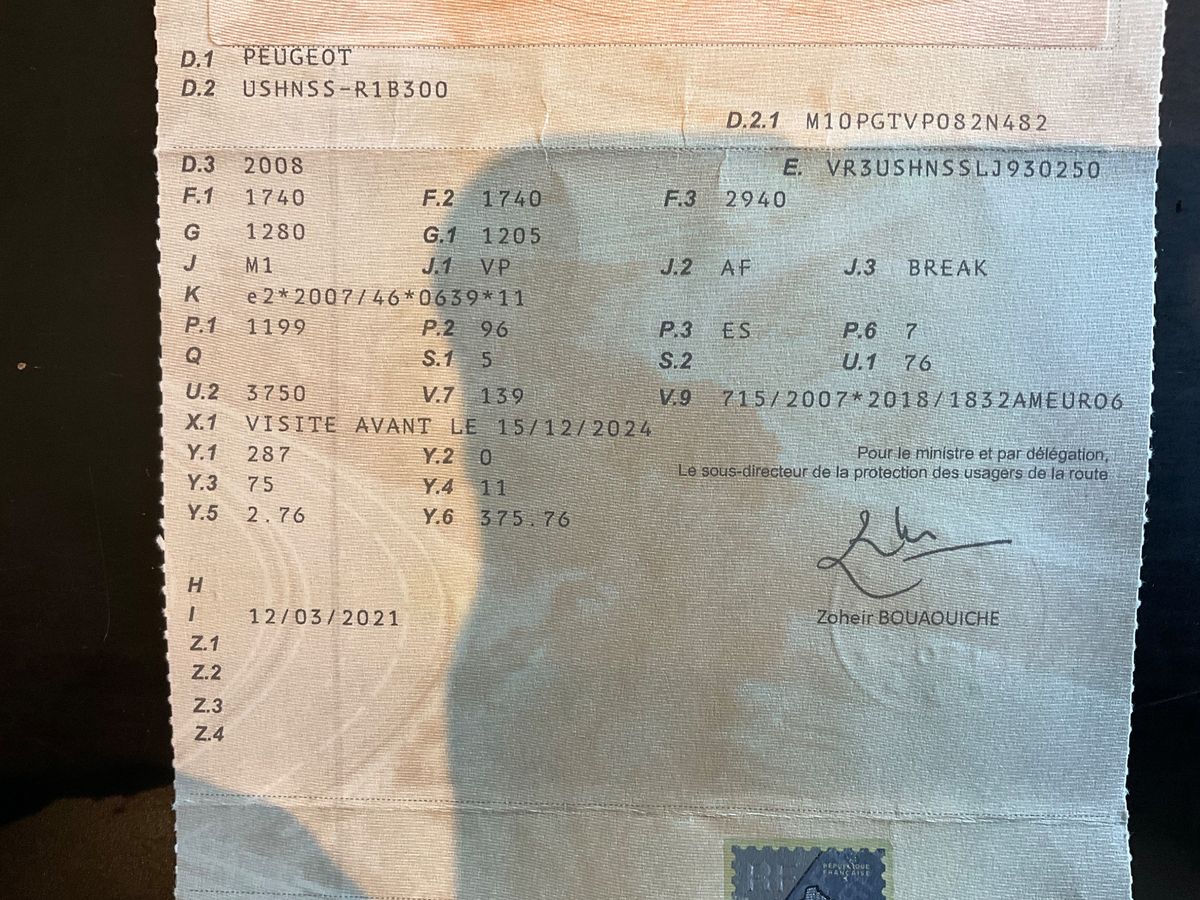 D.1 PEUGEOT
D.2 USHNSS-R1B300
D.2.1 M10PGTVP082N482
D.3 2008 E. VR3USHNSSLJ930250
F.1 1740 F.2 1740 F.3 2940
G 1280 G.1 1205
J M1 J.1 VP J.2 AF J.3 BREAK
K e2*2007/46*0639*11
P.1 1199 P.2 96 P.3 ES P.6 7
Q S.1 5 S.2 U.1 76
U.2 3750 V.7 139 V.9 715/2007*2018/1832AMEURO6
X.1 VISITE AVANT LE 15/12/2024
Y.1 287 Y.2 0
Pour le ministre et par délégation,
Le sous-directeur de la protection des usagers de la route
Y.3 75 Y.4 11
Y.5 2.76 Y.6 375.76
H
I 12/03/2021
Zoheir BOUAOUICHE
Z.1
Z.2
Z.3
Z.4
RF
RÉPUBLIQUE
FRANÇAISE